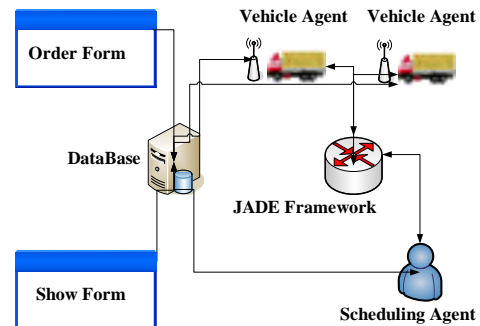 Vehicle Agent
Vehicle Agent
Order Form
DataBase
JADE Framework
Show Form
Scheduling Agent